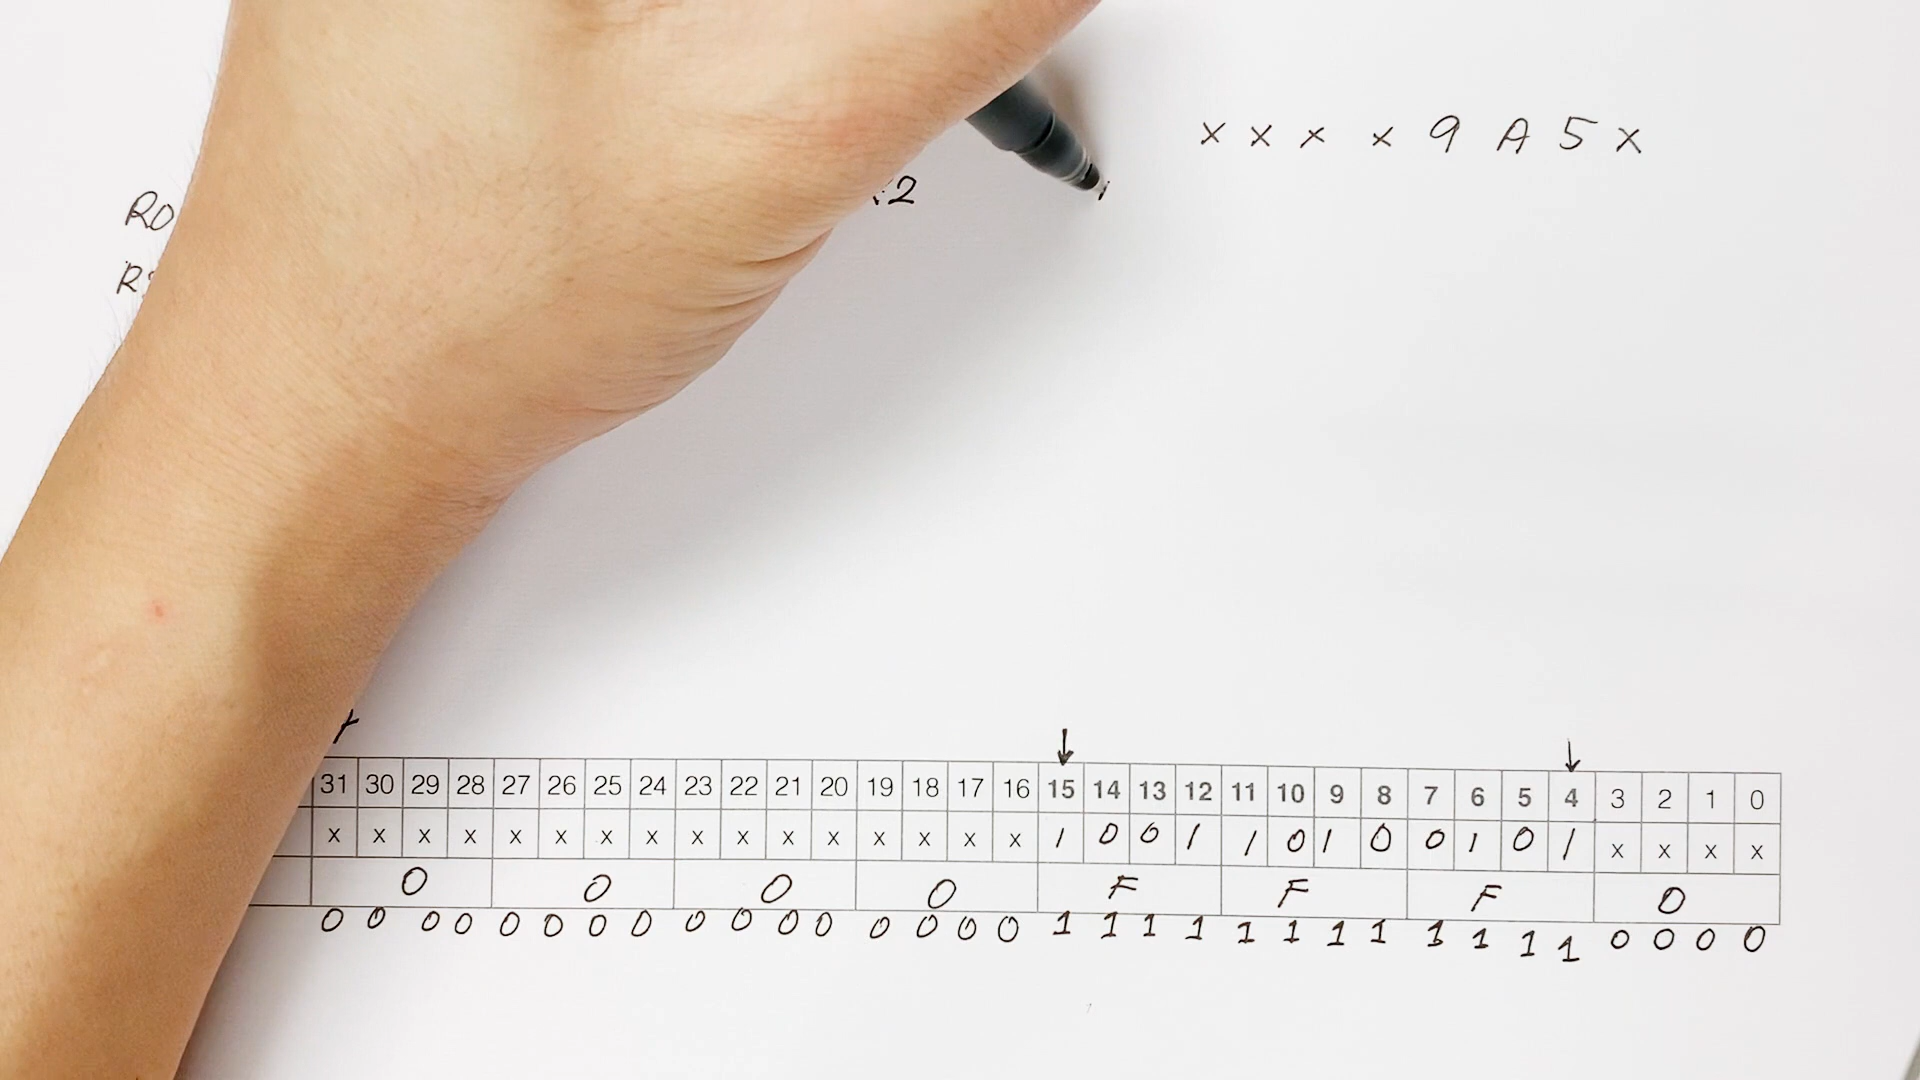 x x x x 9 A 5 x
2
R0
R
31 30 29 28 27 26 25 24 23 22 21 20 19 18 17 16 15 14 13 12 11 10 9 8 7 6 5 4 3 2 1 0
x x x x x x x x x x x x x x x x 1 0 0 1 1 0 1 0 0 1 0 1 x x x x
0 0 0 0 F F F 0
0 0 0 0 0 0 0 0 0 0 0 0 0 0 0 0 1 1 1 1 1 1 1 1 1 1 1 1 0 0 0 0